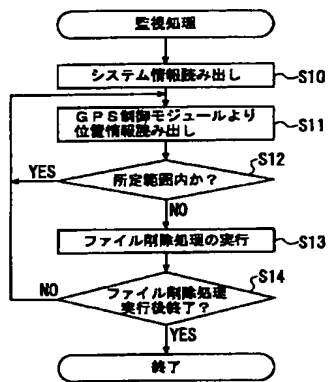 監視処理
システム情報読み出し
S10
GPS制御モジュールより
位置情報読み出し
S11
S12
所定範囲内か?
YES
NO
ファイル削除処理の実行
S13
S14
ファイル削除処理
実行後終了?
NO
YES
終了